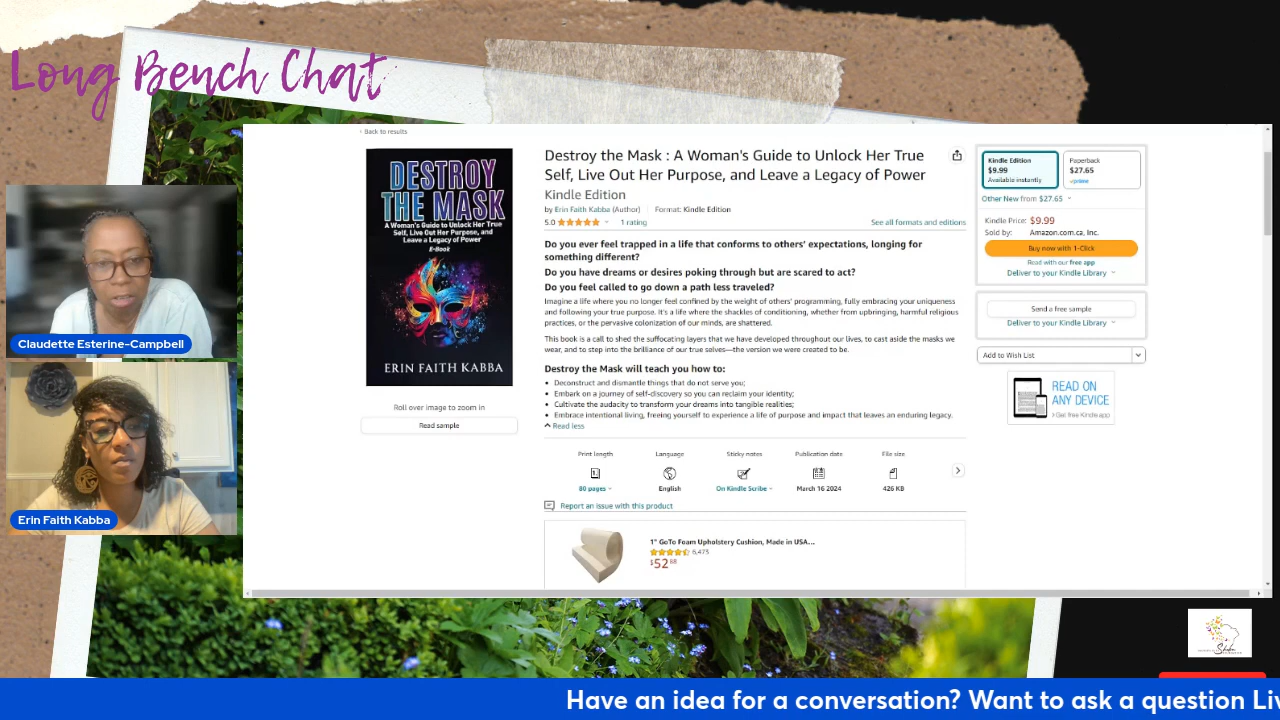 Long Bench Chat
Claudette Esterine-Campbell
Erin Faith Kabba
‹ Back to results
DESTROY
THE MASK
A Woman's Guide to Unlock Her True
Self, Live Out Her Purpose, and
Leave a Legacy of Power
E-Book
ERIN FAITH KABBA
Roll over image to zoom in
Read sample
Destroy the Mask : A Woman's Guide to Unlock Her True
Self, Live Out Her Purpose, and Leave a Legacy of Power
Kindle Edition
by Erin Faith Kabba (Author) | Format: Kindle Edition
5.0 1 rating
See all formats and editions
Do you ever feel trapped in a life that conforms to others' expectations, longing for
something different?
Do you have dreams or desires poking through but are scared to act?
Do you feel called to go down a path less traveled?
Imagine a life where you no longer feel confined by the weight of others' programming, fully embracing your uniqueness
and following your true purpose. It's a life where the shackles of conditioning, whether from upbringing, harmful religious
practices, or the pervasive colonization of our minds, are shattered.
This book is a call to shed the suffocating layers that we have developed throughout our lives, to cast aside the masks we
wear, and to step into the brilliance of our true selves—the version we were created to be.
Destroy the Mask will teach you how to:
• Deconstruct and dismantle things that do not serve you;
• Embark on a journey of self-discovery so you can reclaim your identity;
• Cultivate the audacity to transform your dreams into tangible realities;
• Embrace intentional living, freeing yourself to experience a life of purpose and impact that leaves an enduring legacy.
Read less
Print length
80 pages
Language
English
Sticky notes
On Kindle Scribe
Publication date
March 16 2024
File size
426 KB
Report an issue with this product
1" GoTo Foam Upholstery Cushion, Made in USA...
6,473
$52 88
Kindle Edition
$9.99
Available instantly
Paperback
$27.65
prime
Other New from $27.65
Kindle Price: $9.99
Sold by: Amazon.com.ca, Inc.
Buy now with 1-Click
Read with our free app
Deliver to your Kindle Library
Send a free sample
Deliver to your Kindle Library
Add to Wish List
READ ON
ANY DEVICE
› Get free Kindle app
Have an idea for a conversation? Want to ask a question Liv